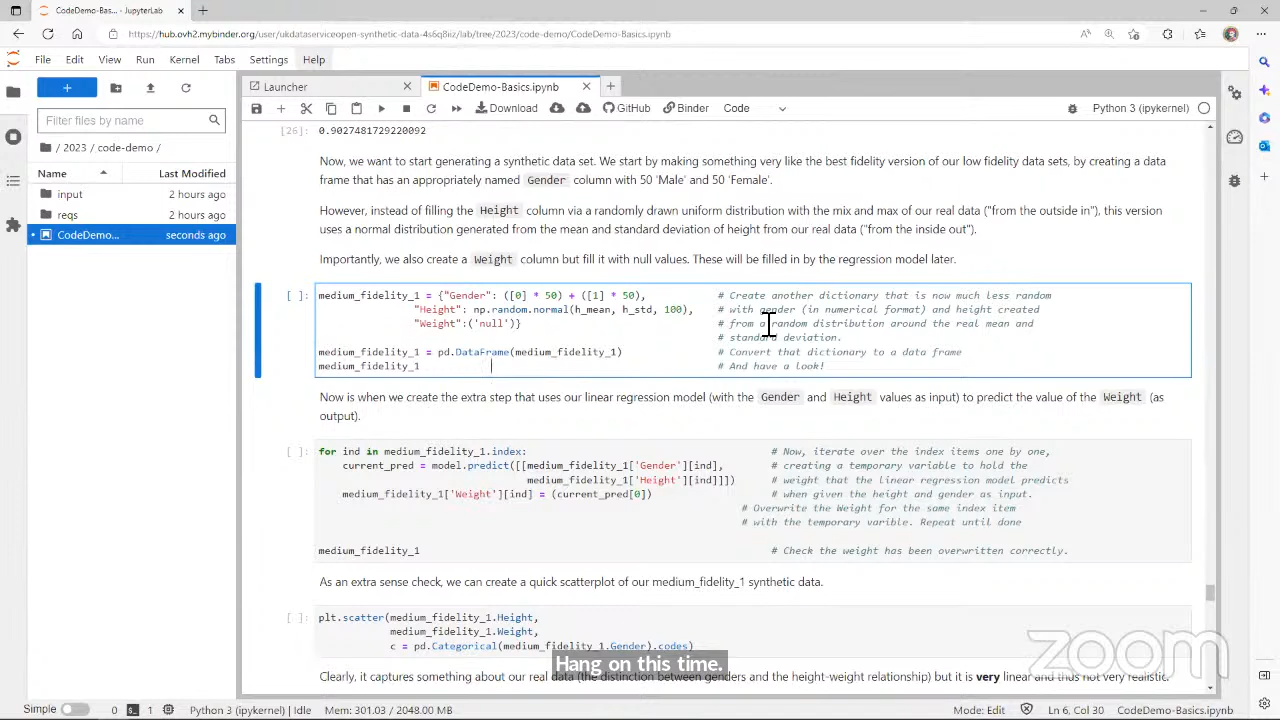 CodeDemo-Bas... - JupyterLab
https://hub.ovh2.mybinder.org/user/ukdataserviceopen-synthetic-data-4s6q8iiz/lab/tree/2023/code-demo/CodeDemo-Basics.ipynb
File Edit View Run Kernel Tabs Settings Help
Launcher
CodeDemo-Basics.ipynb
Download GitHub Binder Code Python 3 (ipykernel)
Filter files by name
/ 2023 / code-demo /
Name Last Modified
input 2 hours ago
reqs 2 hours ago
CodeDemo... seconds ago
[26]: 0.9027481729220092
Now, we want to start generating a synthetic data set. We start by making something very like the best fidelity version of our low fidelity data sets, by creating a data
frame that has an appropriately named Gender column with 50 'Male' and 50 'Female'.
However, instead of filling the Height column via a randomly drawn uniform distribution with the mix and max of our real data ("from the outside in"), this version
uses a normal distribution generated from the mean and standard deviation of height from our real data ("from the inside out").
Importantly, we also create a Weight column but fill it with null values. These will be filled in by the regression model later.
[ ]: medium_fidelity_1 = {"Gender": ([0] * 50) + ([1] * 50), # Create another dictionary that is now much less random
"Height": np.random.normal(h_mean, h_std, 100), # with gender (in numerical format) and height created
"Weight":('null')} # from a random distribution around the real mean and
# standard deviation.
medium_fidelity_1 = pd.DataFrame(medium_fidelity_1) # Convert that dictionary to a data frame
medium_fidelity_1 # And have a look!
Now is when we create the extra step that uses our linear regression model (with the Gender and Height values as input) to predict the value of the Weight (as
output).
[ ]: for ind in medium_fidelity_1.index: # Now, iterate over the index items one by one,
current_pred = model.predict([[medium_fidelity_1['Gender'][ind], # creating a temporary variable to hold the
medium_fidelity_1['Height'][ind]]]) # weight that the linear regression model predicts
medium_fidelity_1['Weight'][ind] = (current_pred[0]) # when given the height and gender as input.
# Overwrite the Weight for the same index item
# with the temporary varible. Repeat until done
medium_fidelity_1 # Check the weight has been overwritten correctly.
As an extra sense check, we can create a quick scatterplot of our medium_fidelity_1 synthetic data.
[ ]: plt.scatter(medium_fidelity_1.Height,
medium_fidelity_1.Weight,
c = pd.Categorical(medium_fidelity_1.Gender).codes)
zoom
Hang on this time.
Clearly, it captures something about our real data (the distinction between genders and the height-weight relationship) but it is very linear and thus not very realistic.
Simple 0 1 Python 3 (ipykernel) | Idle Mem: 301.03 / 2048.00 MB Mode: Edit Ln 6, Col 30 CodeDemo-Basics.ipynb